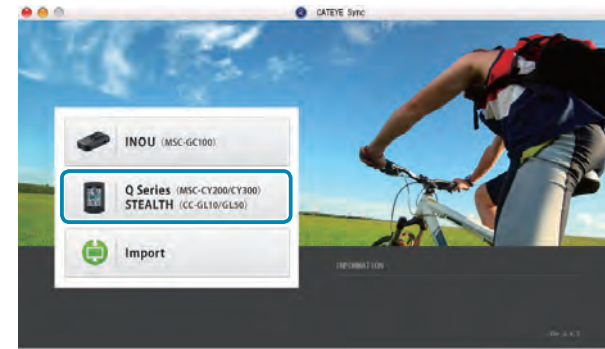 CATEYE Sync
INOU (MSC-GC100)
Q Series (MSC-CY200/CY300)
STEALTH (CC-GL10/GL50)
Import
INFORMATION